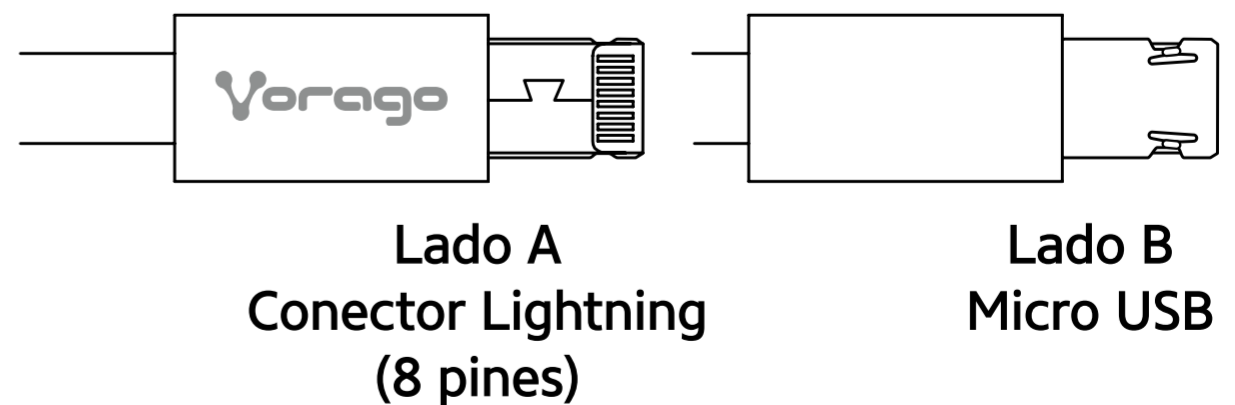 Vorago
Lado A
Conector Lightning
(8 pines)
Lado B
Micro USB